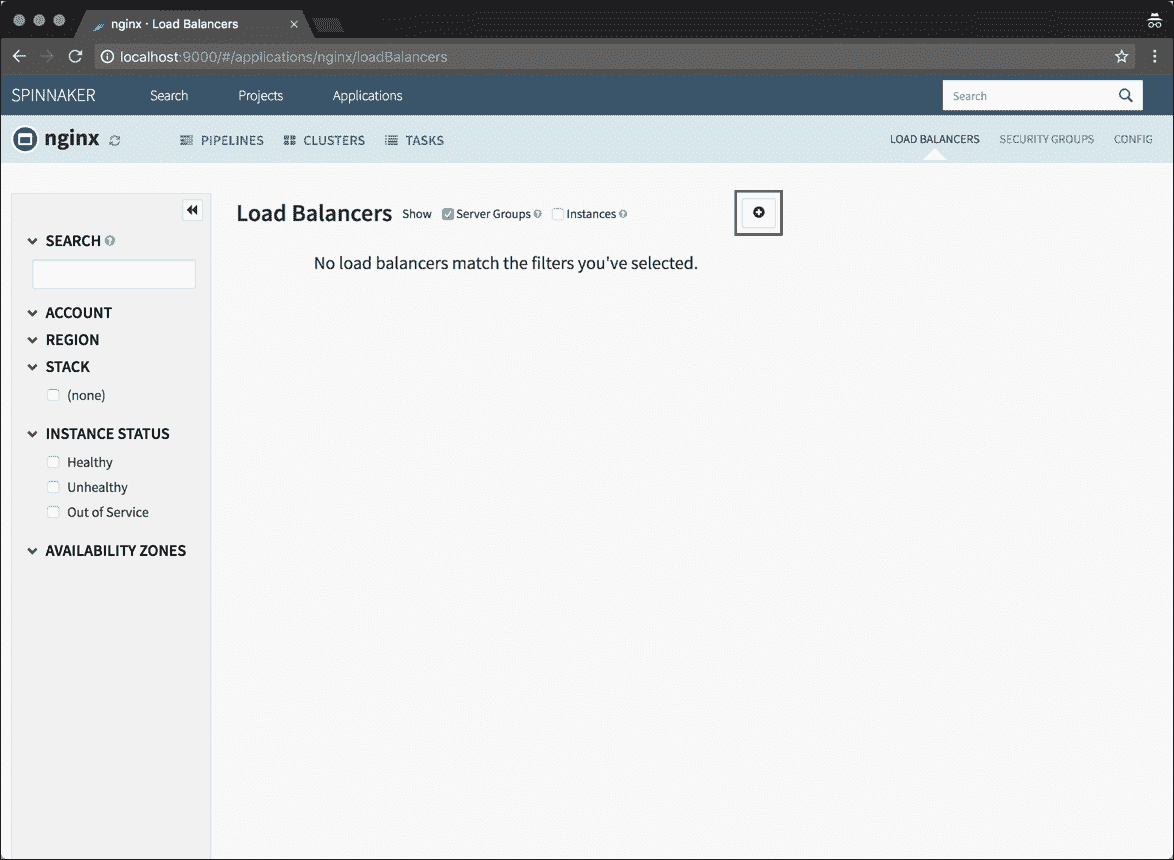 nginx · Load Balancers
localhost:9000/#/applications/nginx/loadBalancers
SPINNAKER Search Projects Applications Search
nginx PIPELINES CLUSTERS TASKS LOAD BALANCERS SECURITY GROUPS CONFIG
Load Balancers Show Server Groups Instances
No load balancers match the filters you've selected.
SEARCH
ACCOUNT
REGION
STACK
(none)
INSTANCE STATUS
Healthy
Unhealthy
Out of Service
AVAILABILITY ZONES